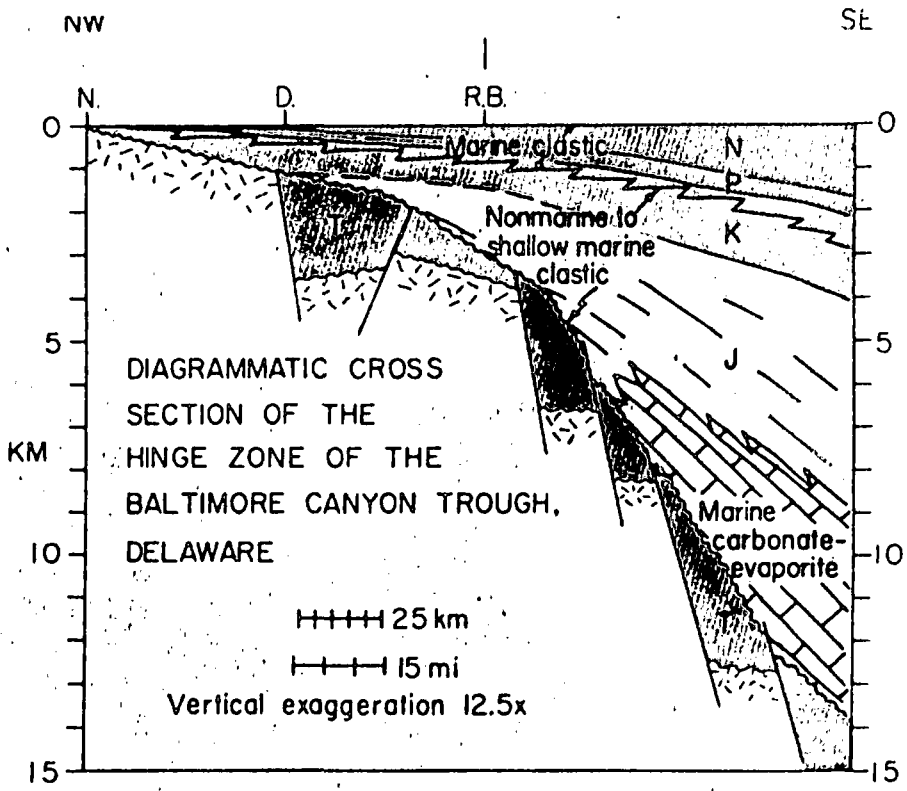 NW SE
N. D. R.B.
0 0
Marine clastic
N
P
K
Nonmarine to
shallow marine
clastic
T
5 5
J
DIAGRAMMATIC CROSS
SECTION OF THE
HINGE ZONE OF THE
BALTIMORE CANYON TROUGH,
DELAWARE
KM
Marine
carbonate-
evaporite
10 10
25 km
15 mi
Vertical exaggeration 12.5x
15 15